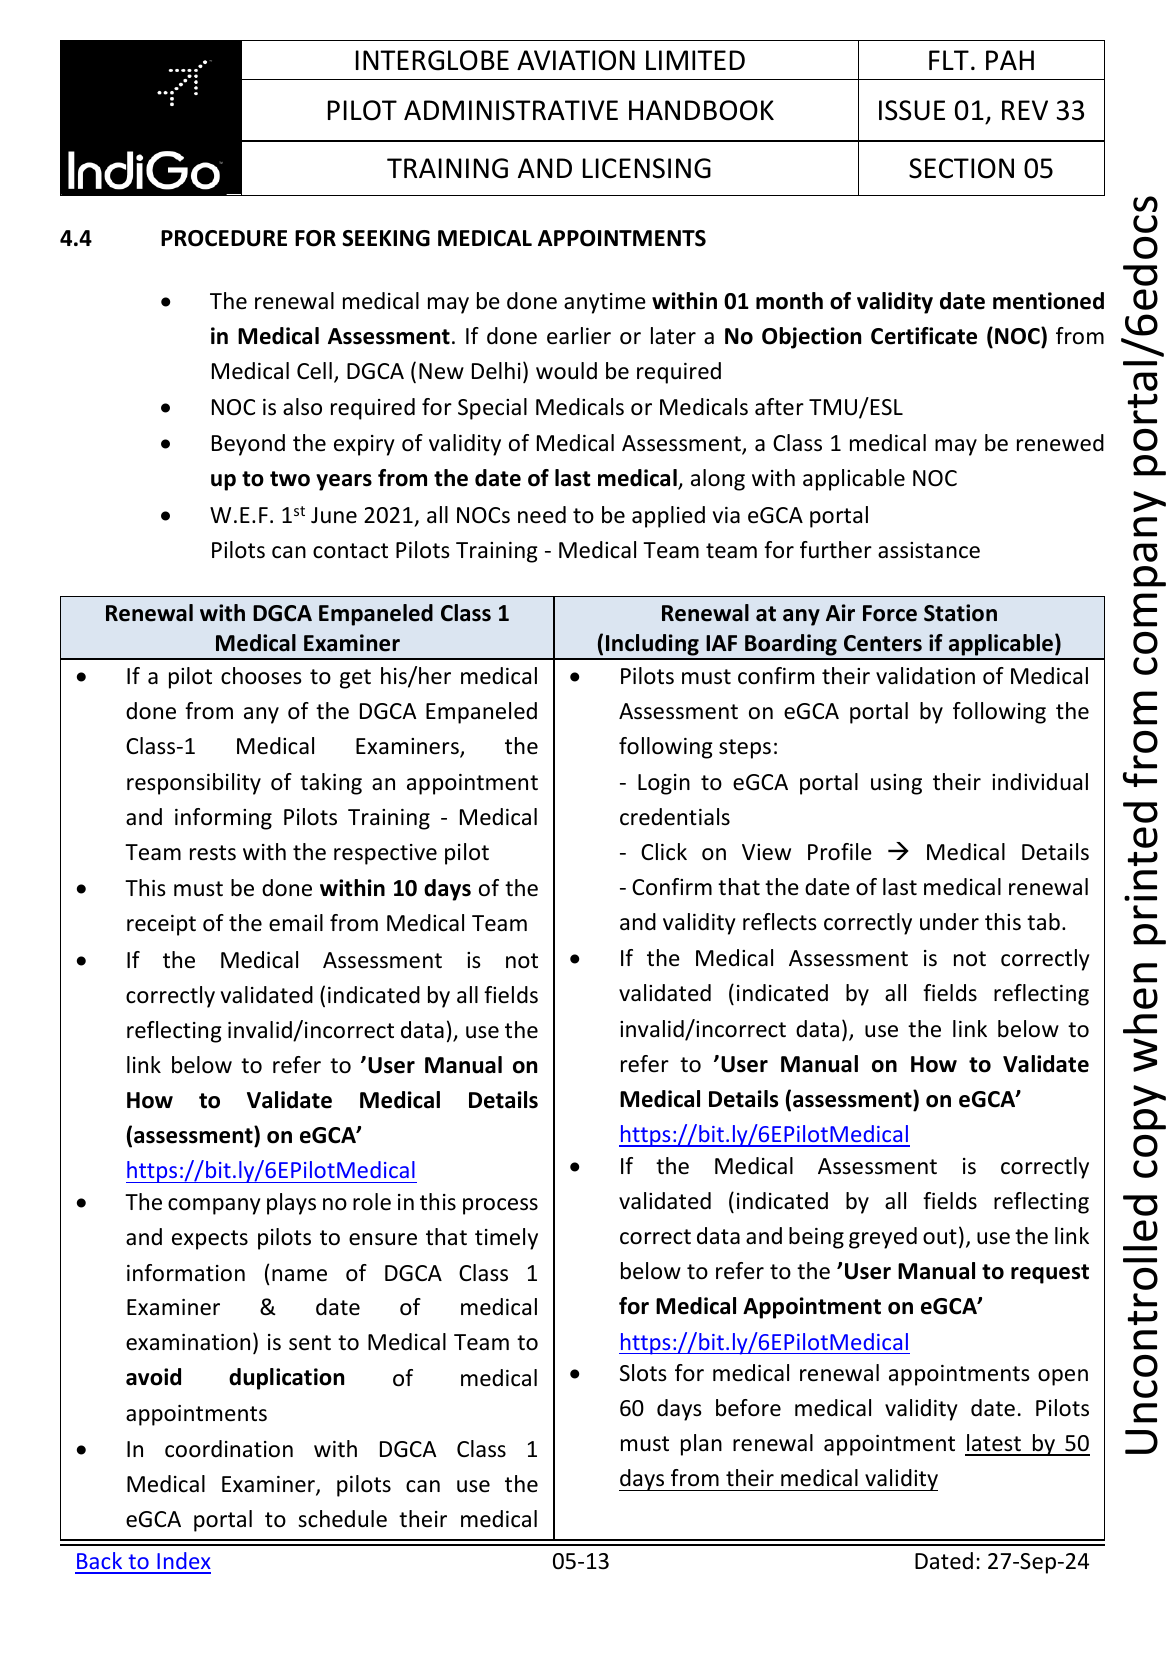 IndiGo
INTERGLOBE AVIATION LIMITED
FLT. PAH
PILOT ADMINISTRATIVE HANDBOOK
ISSUE 01, REV 33
TRAINING AND LICENSING
SECTION 05
4.4 PROCEDURE FOR SEEKING MEDICAL APPOINTMENTS
• The renewal medical may be done anytime within 01 month of validity date mentioned
in Medical Assessment. If done earlier or later a No Objection Certificate (NOC) from
Medical Cell, DGCA (New Delhi) would be required
• NOC is also required for Special Medicals or Medicals after TMU/ESL
• Beyond the expiry of validity of Medical Assessment, a Class 1 medical may be renewed
up to two years from the date of last medical, along with applicable NOC
• W.E.F. 1st June 2021, all NOCs need to be applied via eGCA portal
Pilots can contact Pilots Training - Medical Team team for further assistance
Renewal with DGCA Empaneled Class 1
Medical Examiner
• If a pilot chooses to get his/her medical
done from any of the DGCA Empaneled
Class-1 Medical Examiners, the
responsibility of taking an appointment
and informing Pilots Training - Medical
Team rests with the respective pilot
• This must be done within 10 days of the
receipt of the email from Medical Team
• If the Medical Assessment is not
correctly validated (indicated by all fields
reflecting invalid/incorrect data), use the
link below to refer to ’User Manual on
How to Validate Medical Details
(assessment) on eGCA’
https://bit.ly/6EPilotMedical
• The company plays no role in this process
and expects pilots to ensure that timely
information (name of DGCA Class 1
Examiner & date of medical
examination) is sent to Medical Team to
avoid duplication of medical
appointments
• In coordination with DGCA Class 1
Medical Examiner, pilots can use the
eGCA portal to schedule their medical
Renewal at any Air Force Station
(Including IAF Boarding Centers if applicable)
• Pilots must confirm their validation of Medical
Assessment on eGCA portal by following the
following steps:
- Login to eGCA portal using their individual
credentials
- Click on View Profile → Medical Details
- Confirm that the date of last medical renewal
and validity reflects correctly under this tab.
• If the Medical Assessment is not correctly
validated (indicated by all fields reflecting
invalid/incorrect data), use the link below to
refer to ’User Manual on How to Validate
Medical Details (assessment) on eGCA’
https://bit.ly/6EPilotMedical
• If the Medical Assessment is correctly
validated (indicated by all fields reflecting
correct data and being greyed out), use the link
below to refer to the ’User Manual to request
for Medical Appointment on eGCA’
https://bit.ly/6EPilotMedical
• Slots for medical renewal appointments open
60 days before medical validity date. Pilots
must plan renewal appointment latest by 50
days from their medical validity
Back to Index
05-13
Dated: 27-Sep-24
Uncontrolled copy when printed from company portal/6edocs